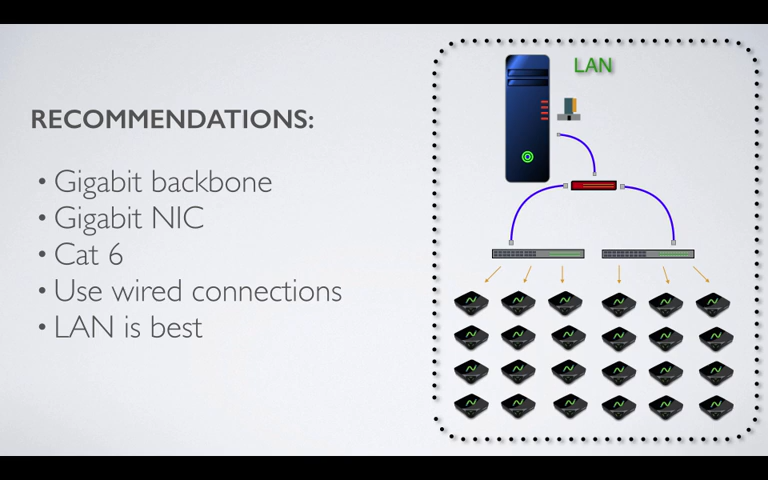 RECOMMENDATIONS:
• Gigabit backbone
• Gigabit NIC
• Cat 6
• Use wired connections
• LAN is best
LAN